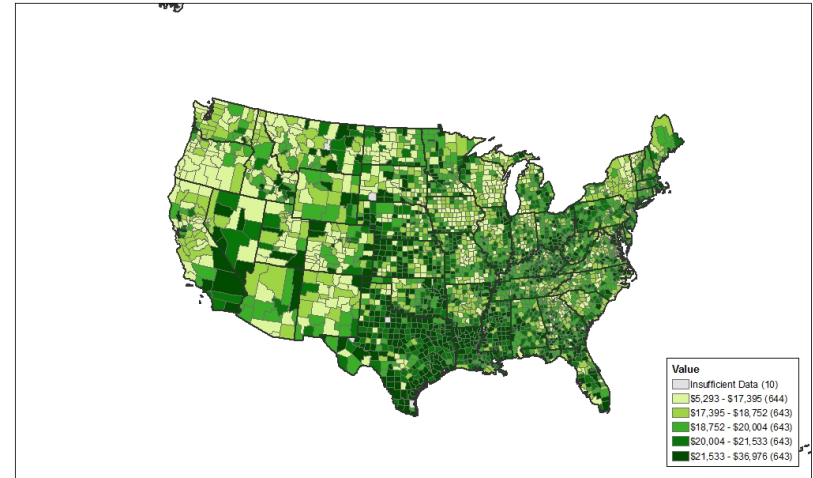 Value
Insufficient Data (10)
$5,293 - $17,395 (644)
$17,395 - $18,752 (643)
$18,752 - $20,004 (643)
$20,004 - $21,533 (643)
$21,533 - $36,976 (643)